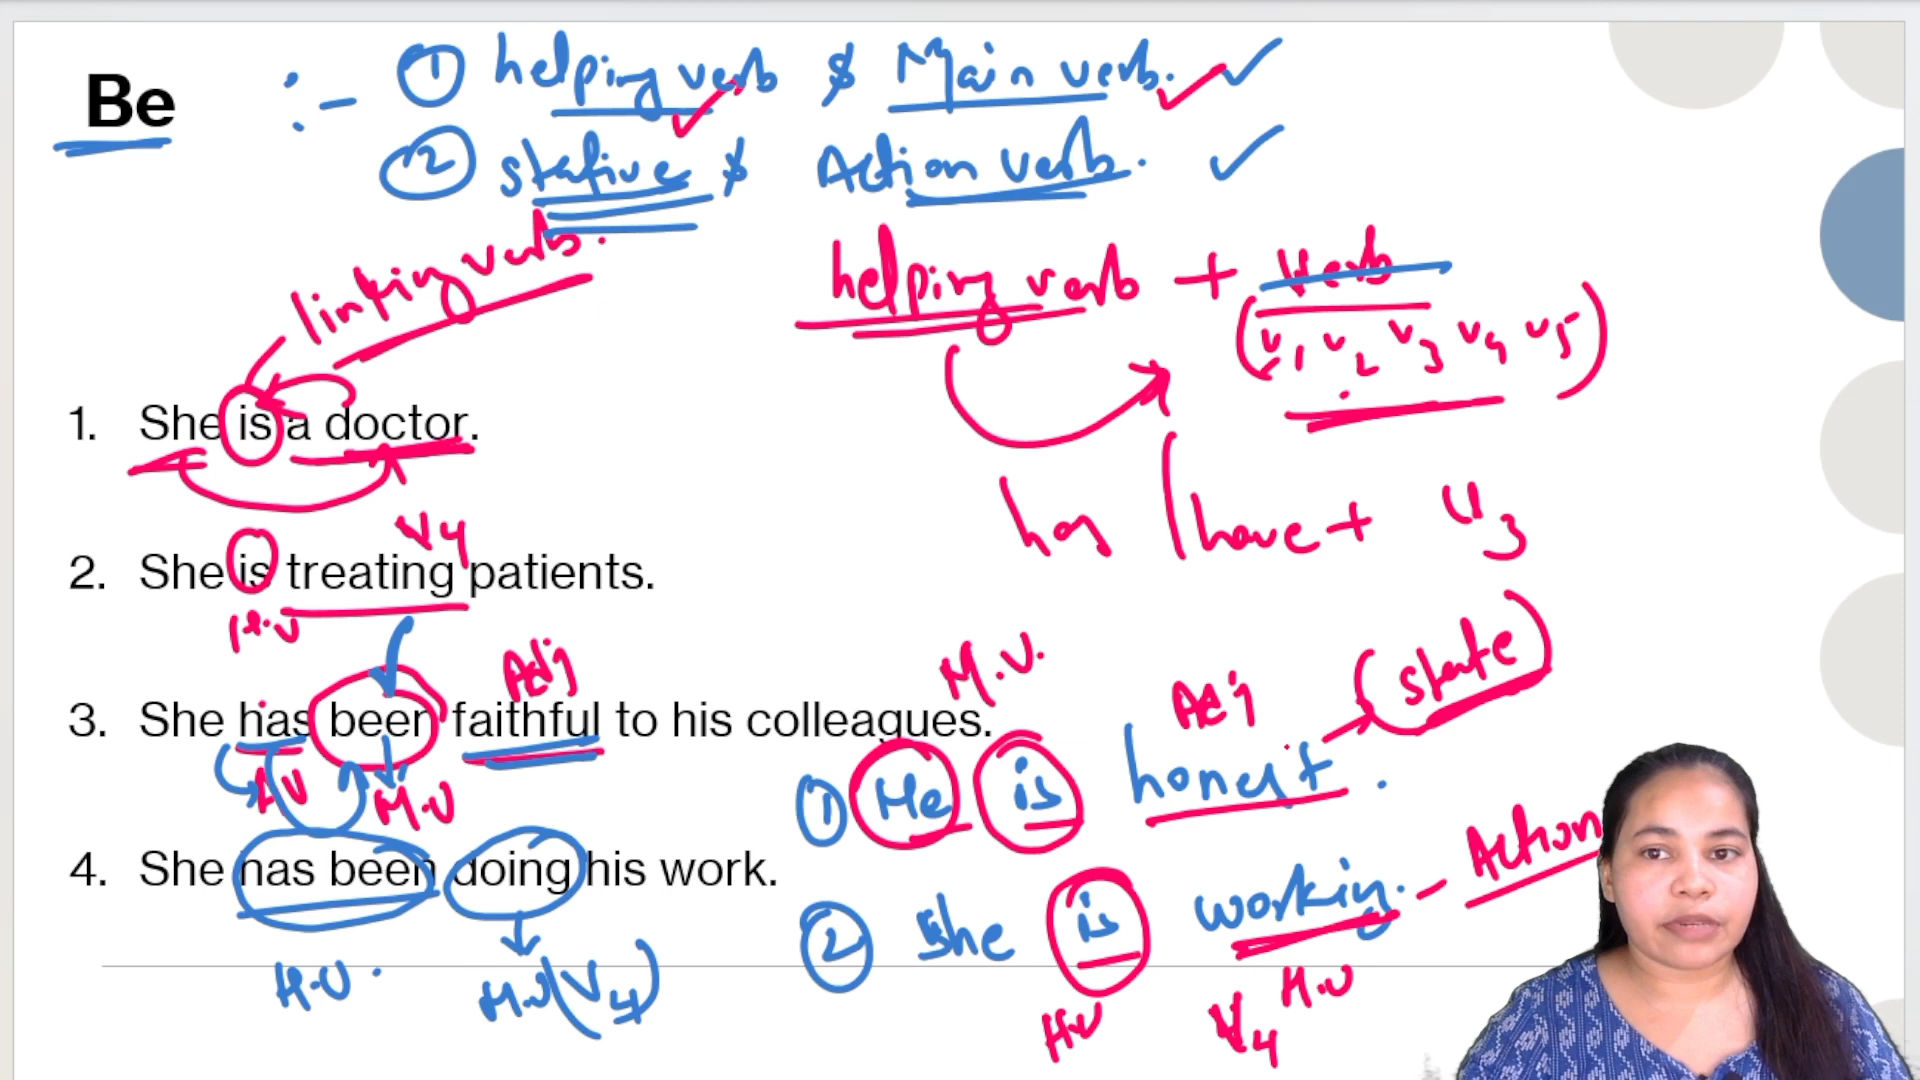 Be :- ① helping verb & Main verb.
② stative & Action verb.
linking verb.
helping verb + Verb
(v1 v2 v3 v4 v5)
1. She is a doctor.
has / have + V3
V4
2. She is treating patients.
H.V
Adj
M.V.
Adj
(state)
3. She has been faithful to his colleagues.
HV M.V
① He is honest.
Action
4. She has been doing his work.
② She is working.
H.V. M.V (V4)
HV V4 M.V